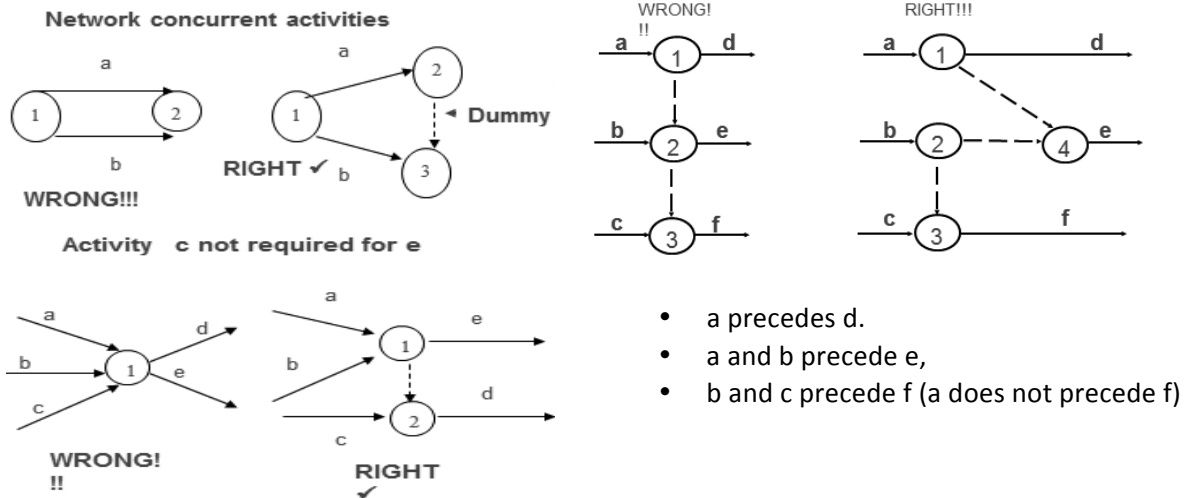 Network concurrent activities
a
1
2
b
WRONG!!!
a
2
1
Dummy
RIGHT ✓ b
3
Activity c not required for e
a
b
c
1
d
e
WRONG!
!!
a
b
c
1
e
2
d
RIGHT
✓
WRONG!
!!
a
1
d
b
2
e
c
3
f
RIGHT!!!
a
1
d
b
2
4
e
c
3
f
• a precedes d.
• a and b precede e,
• b and c precede f (a does not precede f)